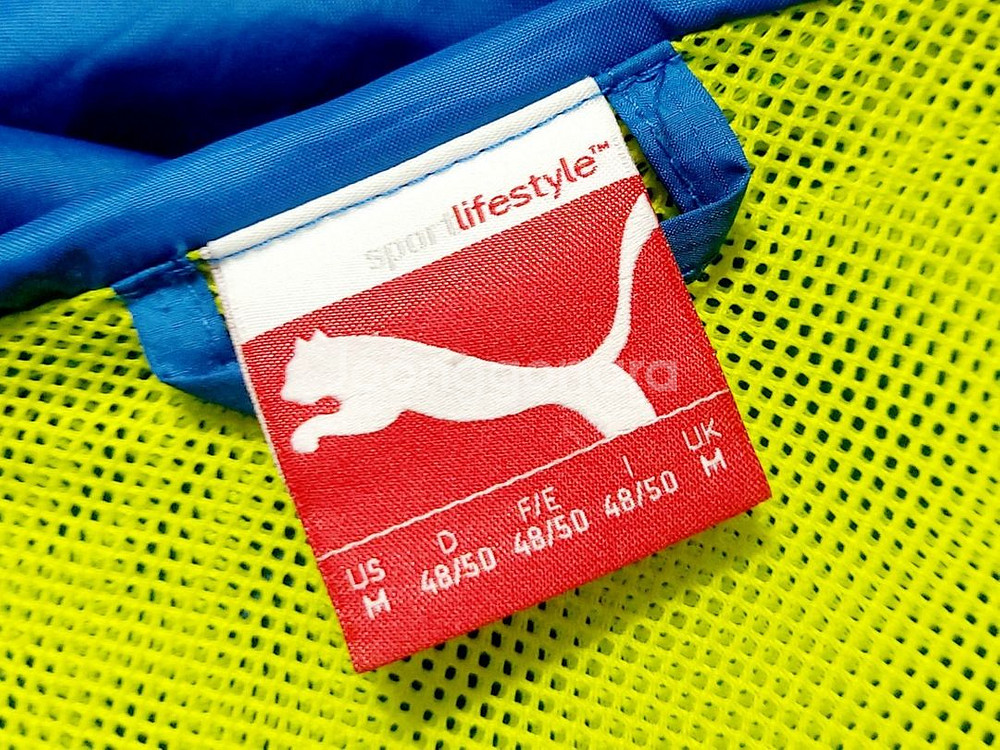 sportlifestyle™
US D F/E I UK
M 48/50 48/50 48/50 M